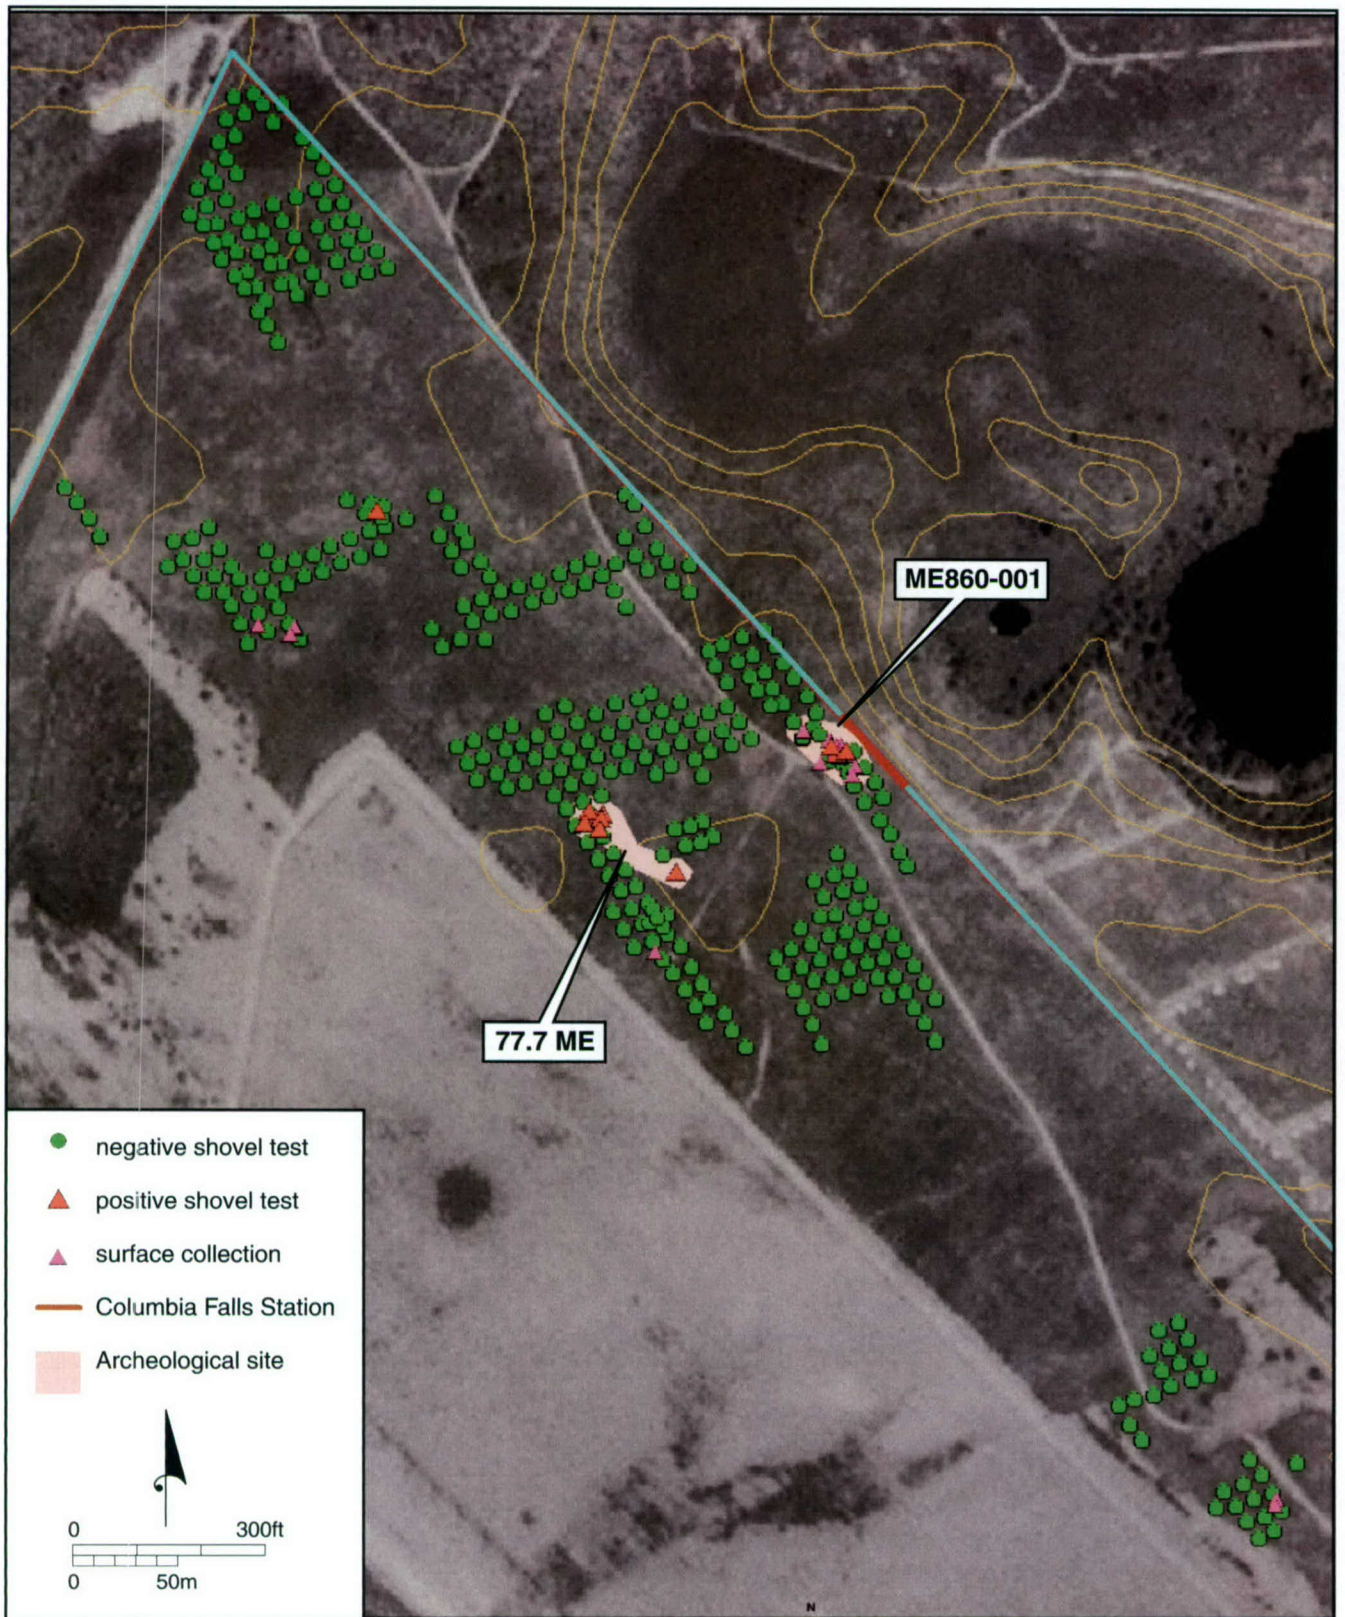 ME860-001
77.7 ME
negative shovel test
positive shovel test
surface collection
Columbia Falls Station
Archeological site
0 300ft
0 50m
N